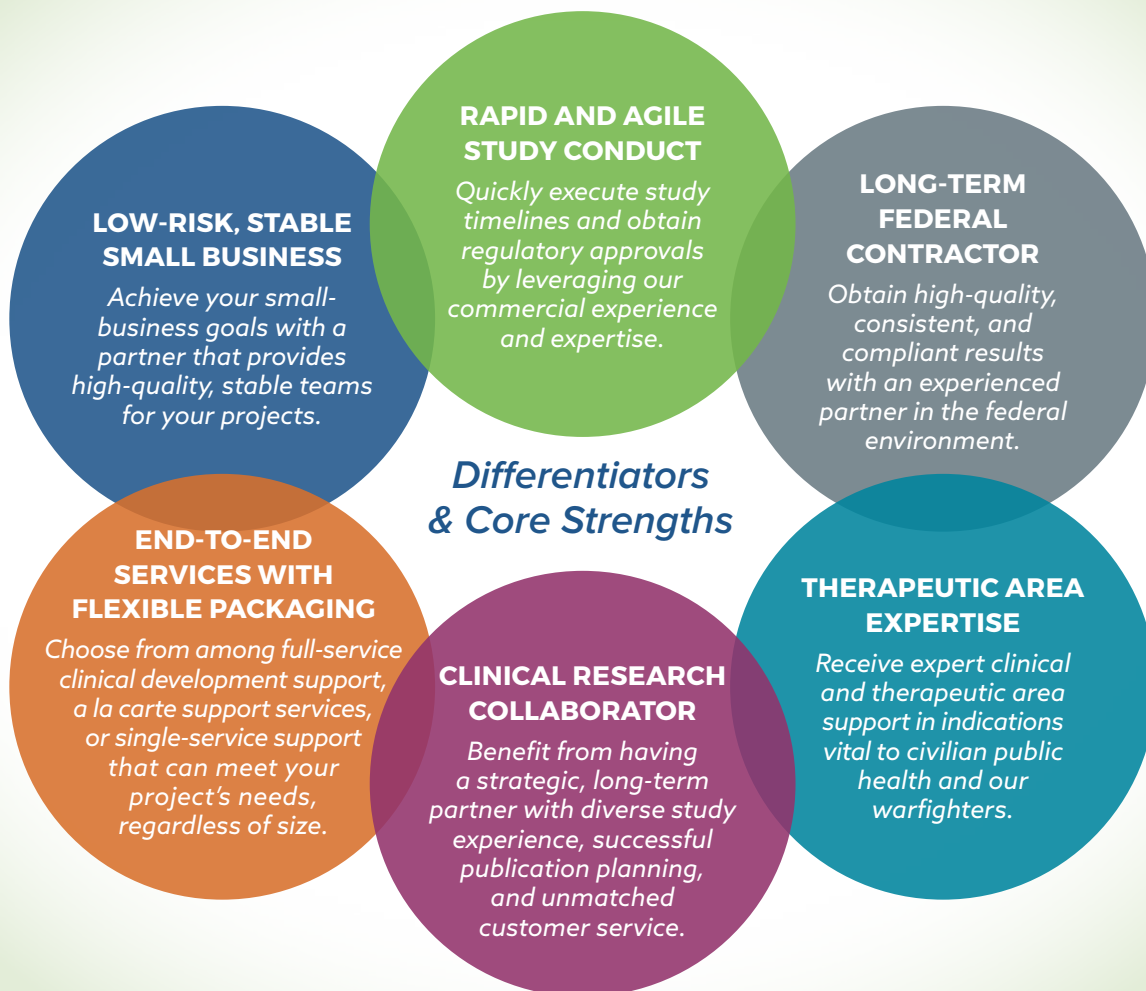 RAPID AND AGILE
STUDY CONDUCT
Quickly execute study
timelines and obtain
regulatory approvals
by leveraging our
commercial experience
and expertise.
LOW-RISK, STABLE
SMALL BUSINESS
Achieve your small-
business goals with a
partner that provides
high-quality, stable teams
for your projects.
LONG-TERM
FEDERAL
CONTRACTOR
Obtain high-quality,
consistent, and
compliant results
with an experienced
partner in the federal
environment.
Differentiators
& Core Strengths
END-TO-END
SERVICES WITH
FLEXIBLE PACKAGING
Choose from among full-service
clinical development support,
a la carte support services,
or single-service support
that can meet your
project’s needs,
regardless of size.
CLINICAL RESEARCH
COLLABORATOR
Benefit from having
a strategic, long-term
partner with diverse study
experience, successful
publication planning,
and unmatched
customer service.
THERAPEUTIC AREA
EXPERTISE
Receive expert clinical
and therapeutic area
support in indications
vital to civilian public
health and our
warfighters.